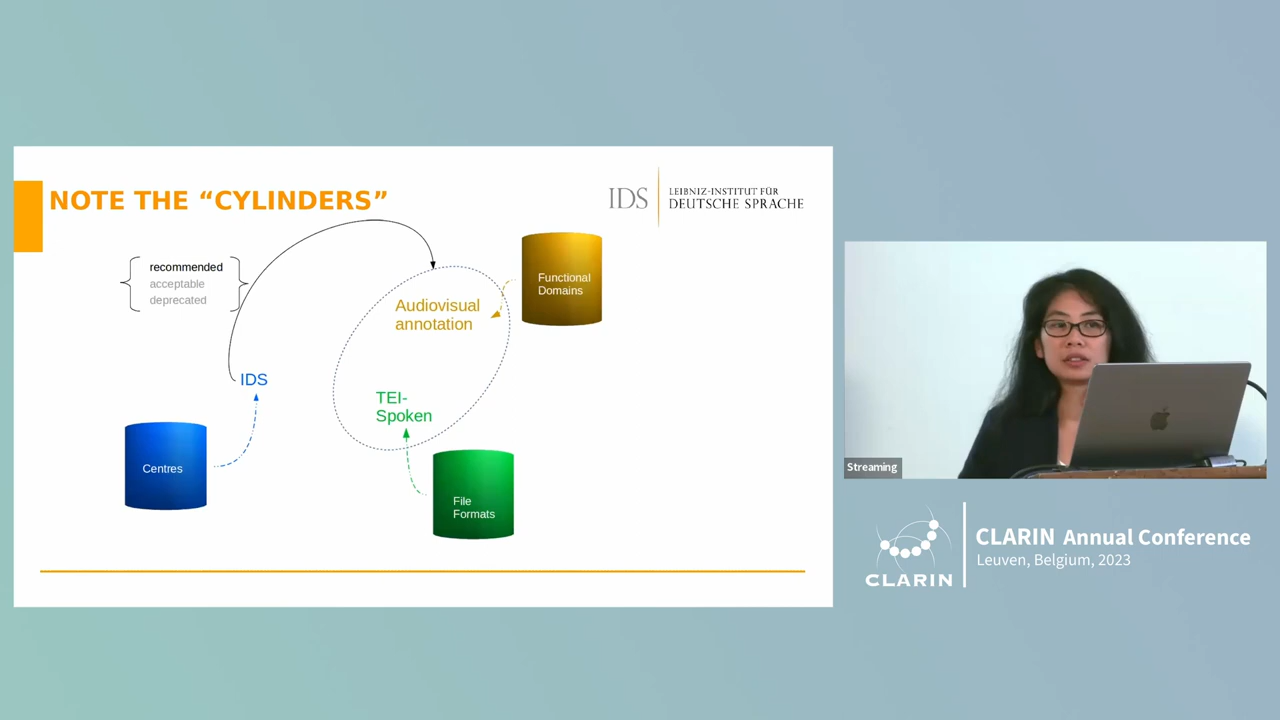 NOTE THE “CYLINDERS”
IDS
LEIBNIZ-INSTITUT FÜR
DEUTSCHE SPRACHE
recommended
acceptable
deprecated
Functional
Domains
Audiovisual
annotation
IDS
TEI-
Spoken
Centres
File
Formats
Streaming
CLARIN
CLARIN Annual Conference
Leuven, Belgium, 2023